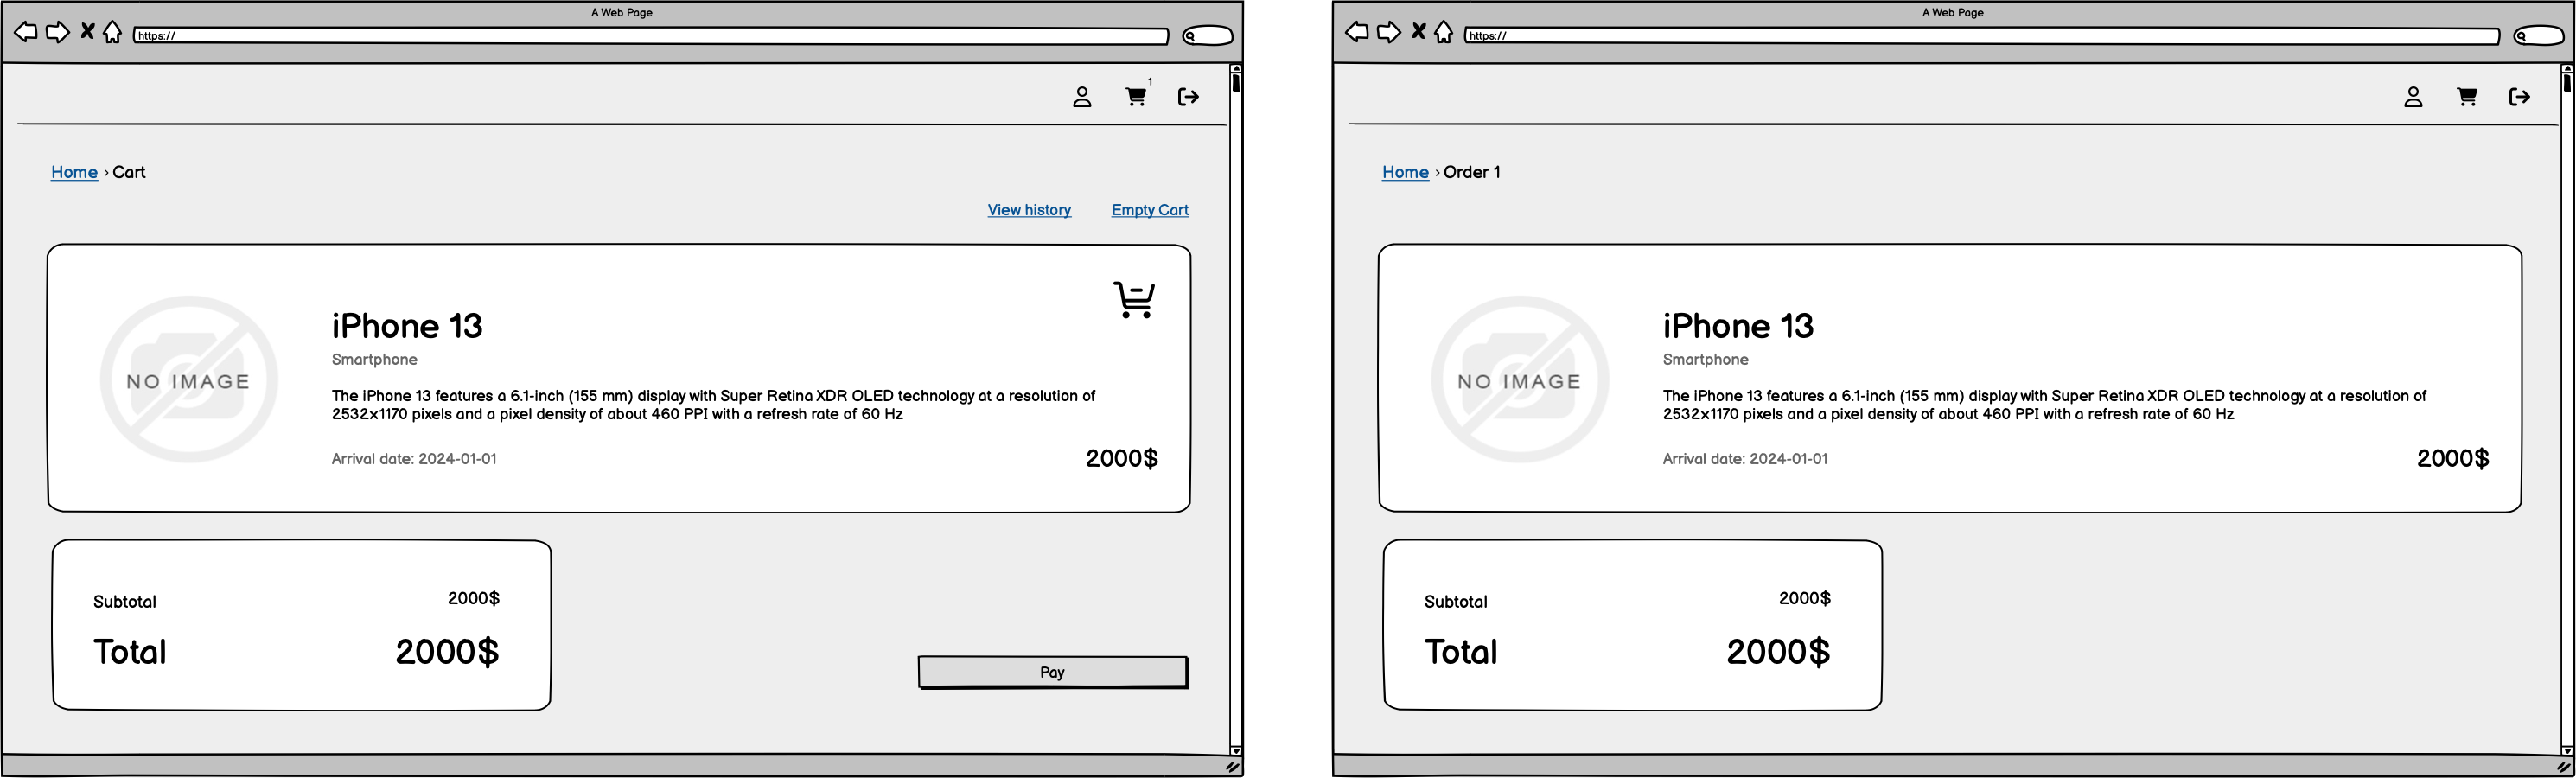 A Web Page
https://
1
Home › Cart
View history Empty Cart
NO IMAGE
iPhone 13
Smartphone
The iPhone 13 features a 6.1-inch (155 mm) display with Super Retina XDR OLED technology at a resolution of
2532×1170 pixels and a pixel density of about 460 PPI with a refresh rate of 60 Hz
Arrival date: 2024-01-01
2000$
Subtotal 2000$
Total 2000$
Pay
A Web Page
https://
Home › Order 1
NO IMAGE
iPhone 13
Smartphone
The iPhone 13 features a 6.1-inch (155 mm) display with Super Retina XDR OLED technology at a resolution of
2532×1170 pixels and a pixel density of about 460 PPI with a refresh rate of 60 Hz
Arrival date: 2024-01-01
2000$
Subtotal 2000$
Total 2000$